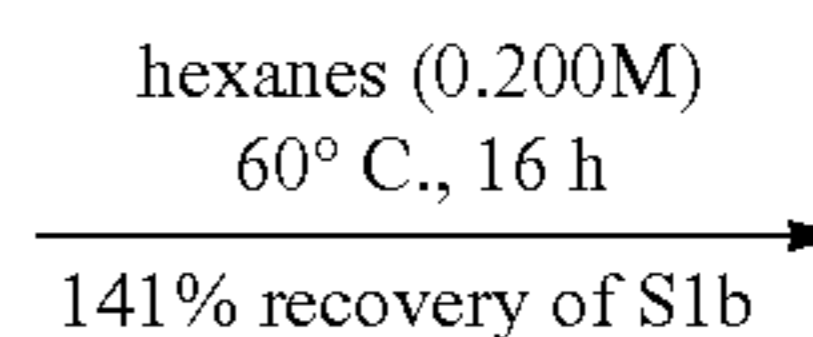 hexanes (0.200M)
60° C., 16 h
141% recovery of S1b